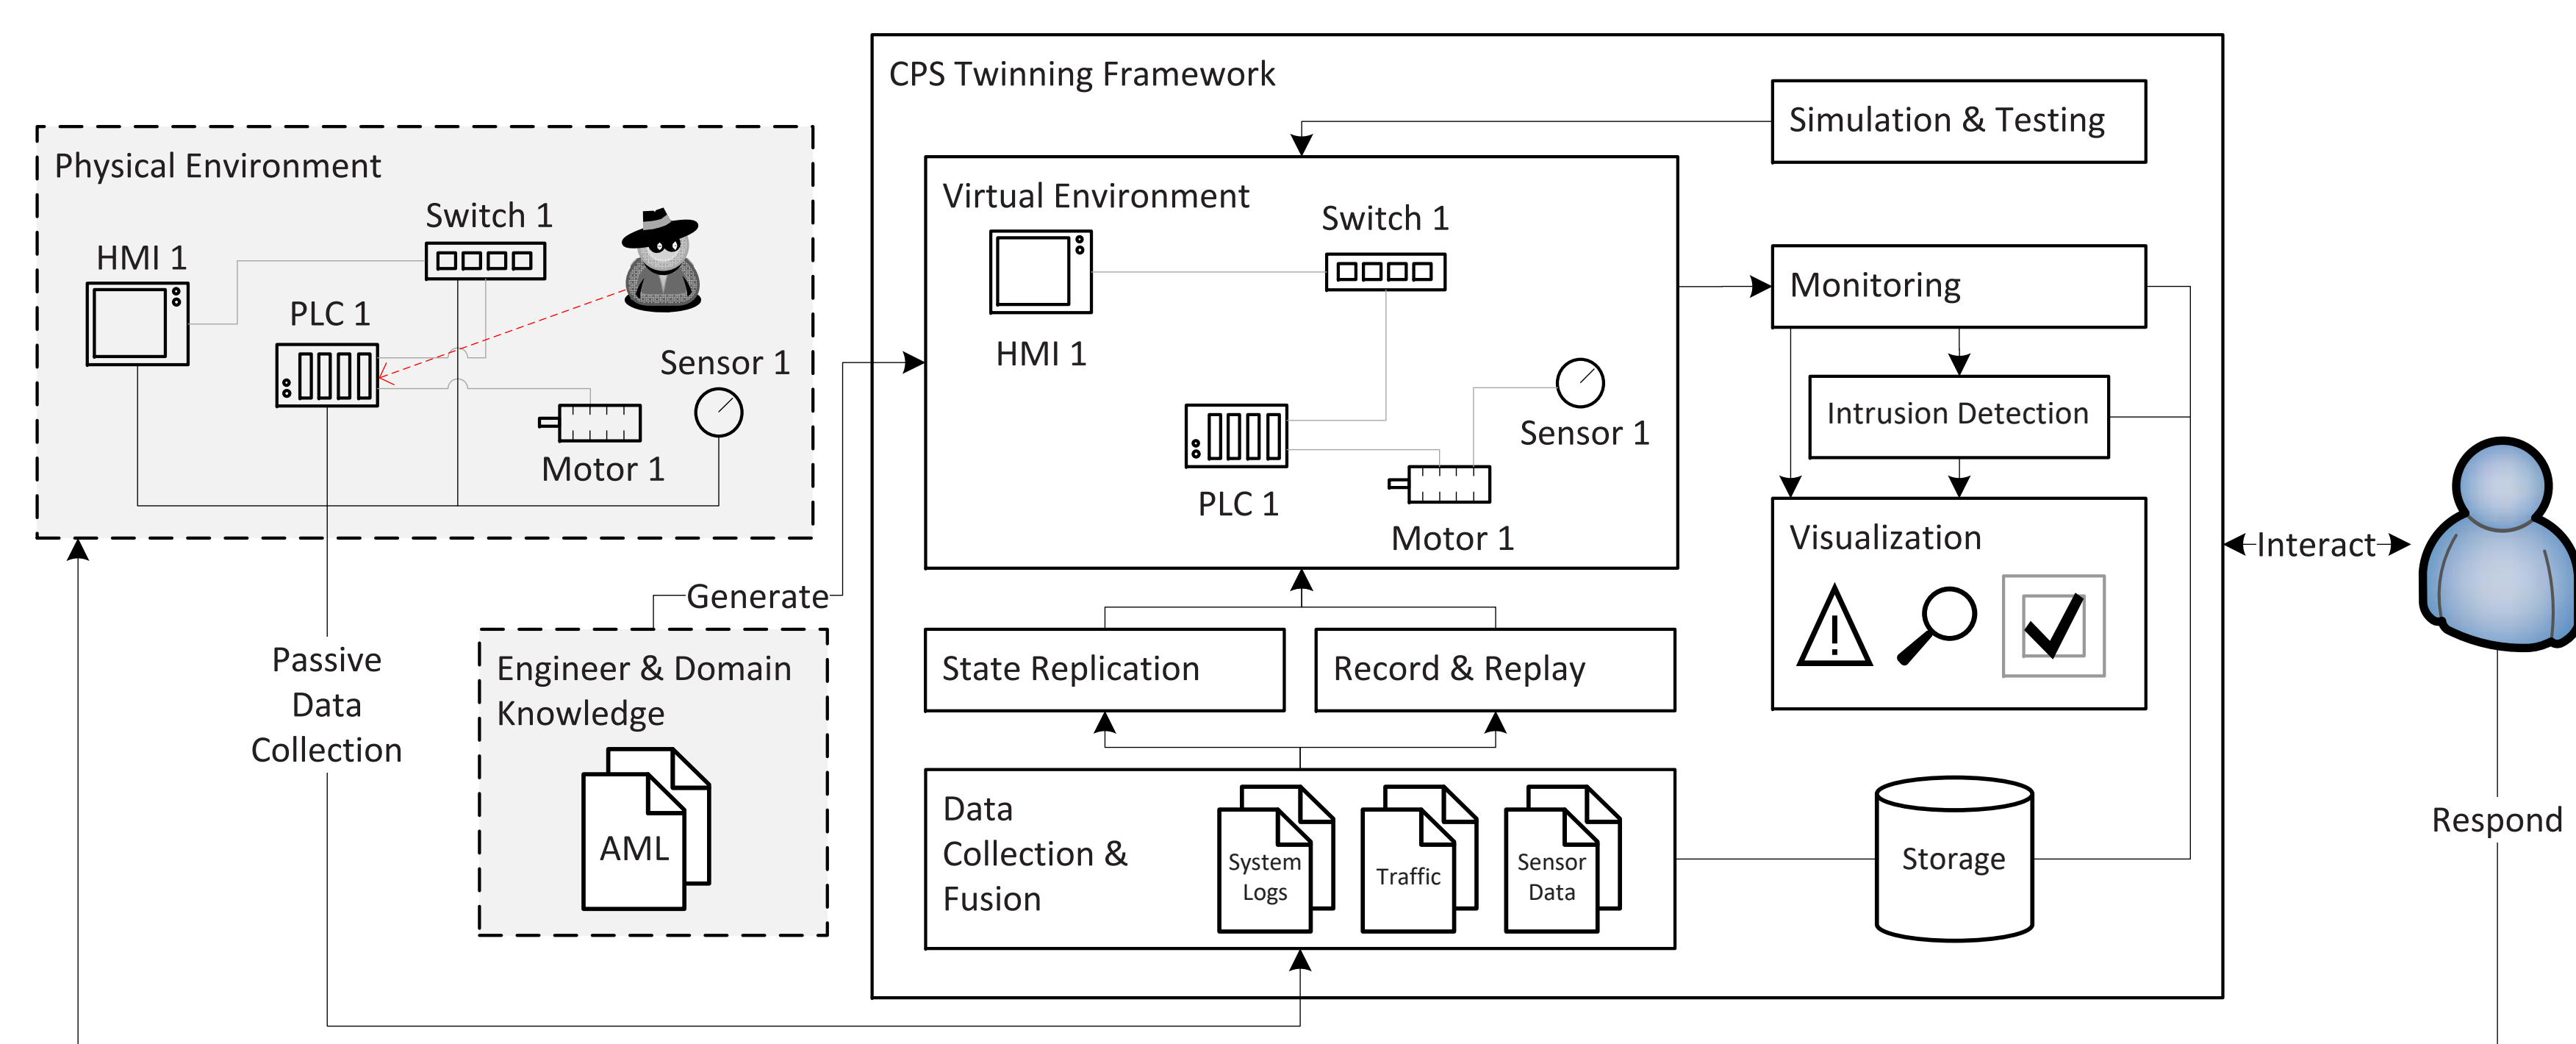 CPS Twinning Framework
Simulation & Testing
Physical Environment
Switch 1
HMI 1
PLC 1
Sensor 1
Motor 1
Virtual Environment
Switch 1
HMI 1
Sensor 1
PLC 1
Motor 1
Monitoring
Intrusion Detection
Visualization
Interact
Generate
Passive
Data
Collection
Engineer & Domain
Knowledge
AML
State Replication
Record & Replay
Data
Collection &
Fusion
System
Logs
Traffic
Sensor
Data
Storage
Respond